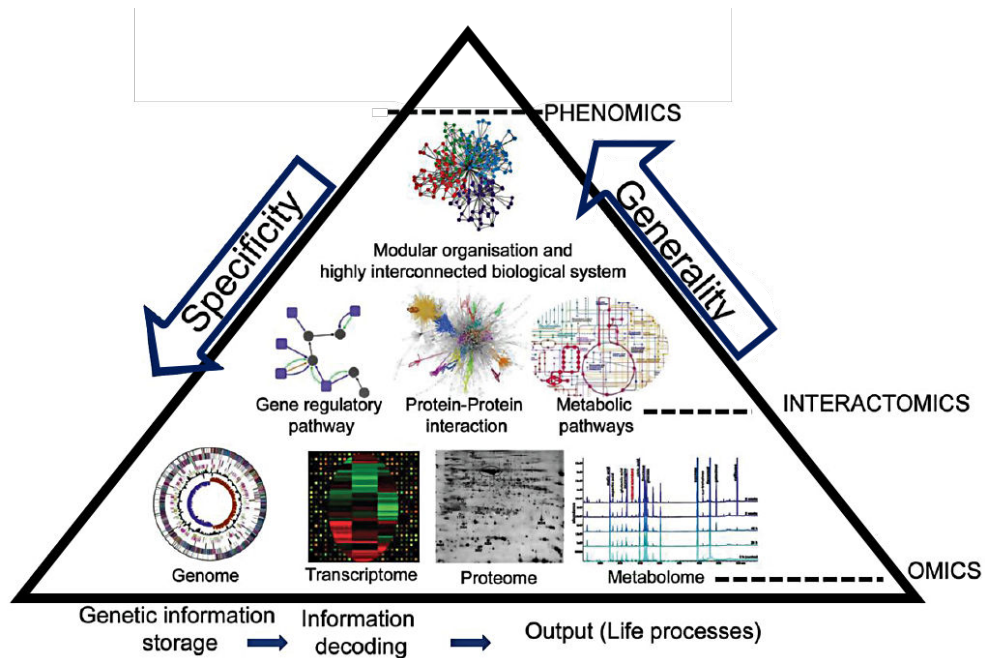 PHENOMICS
Specificity
Generality
Modular organisation and
highly interconnected biological system
Gene regulatory
pathway
Protein-Protein
interaction
Metabolic
pathways
INTERACTOMICS
Genome
Transcriptome
Proteome
Metabolome
OMICS
Genetic information
storage
Information
decoding
Output (Life processes)